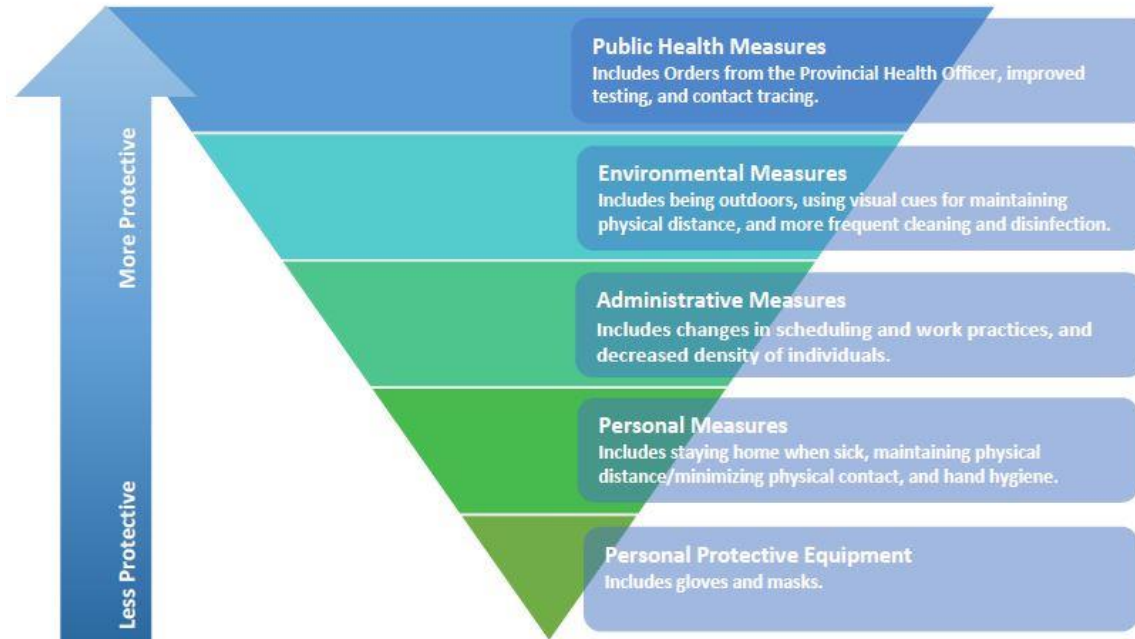 More Protective
Less Protective
Public Health Measures
Includes Orders from the Provincial Health Officer, improved
testing, and contact tracing.
Environmental Measures
Includes being outdoors, using visual cues for maintaining
physical distance, and more frequent cleaning and disinfection.
Administrative Measures
Includes changes in scheduling and work practices, and
decreased density of individuals.
Personal Measures
Includes staying home when sick, maintaining physical
distance/minimizing physical contact, and hand hygiene.
Personal Protective Equipment
Includes gloves and masks.